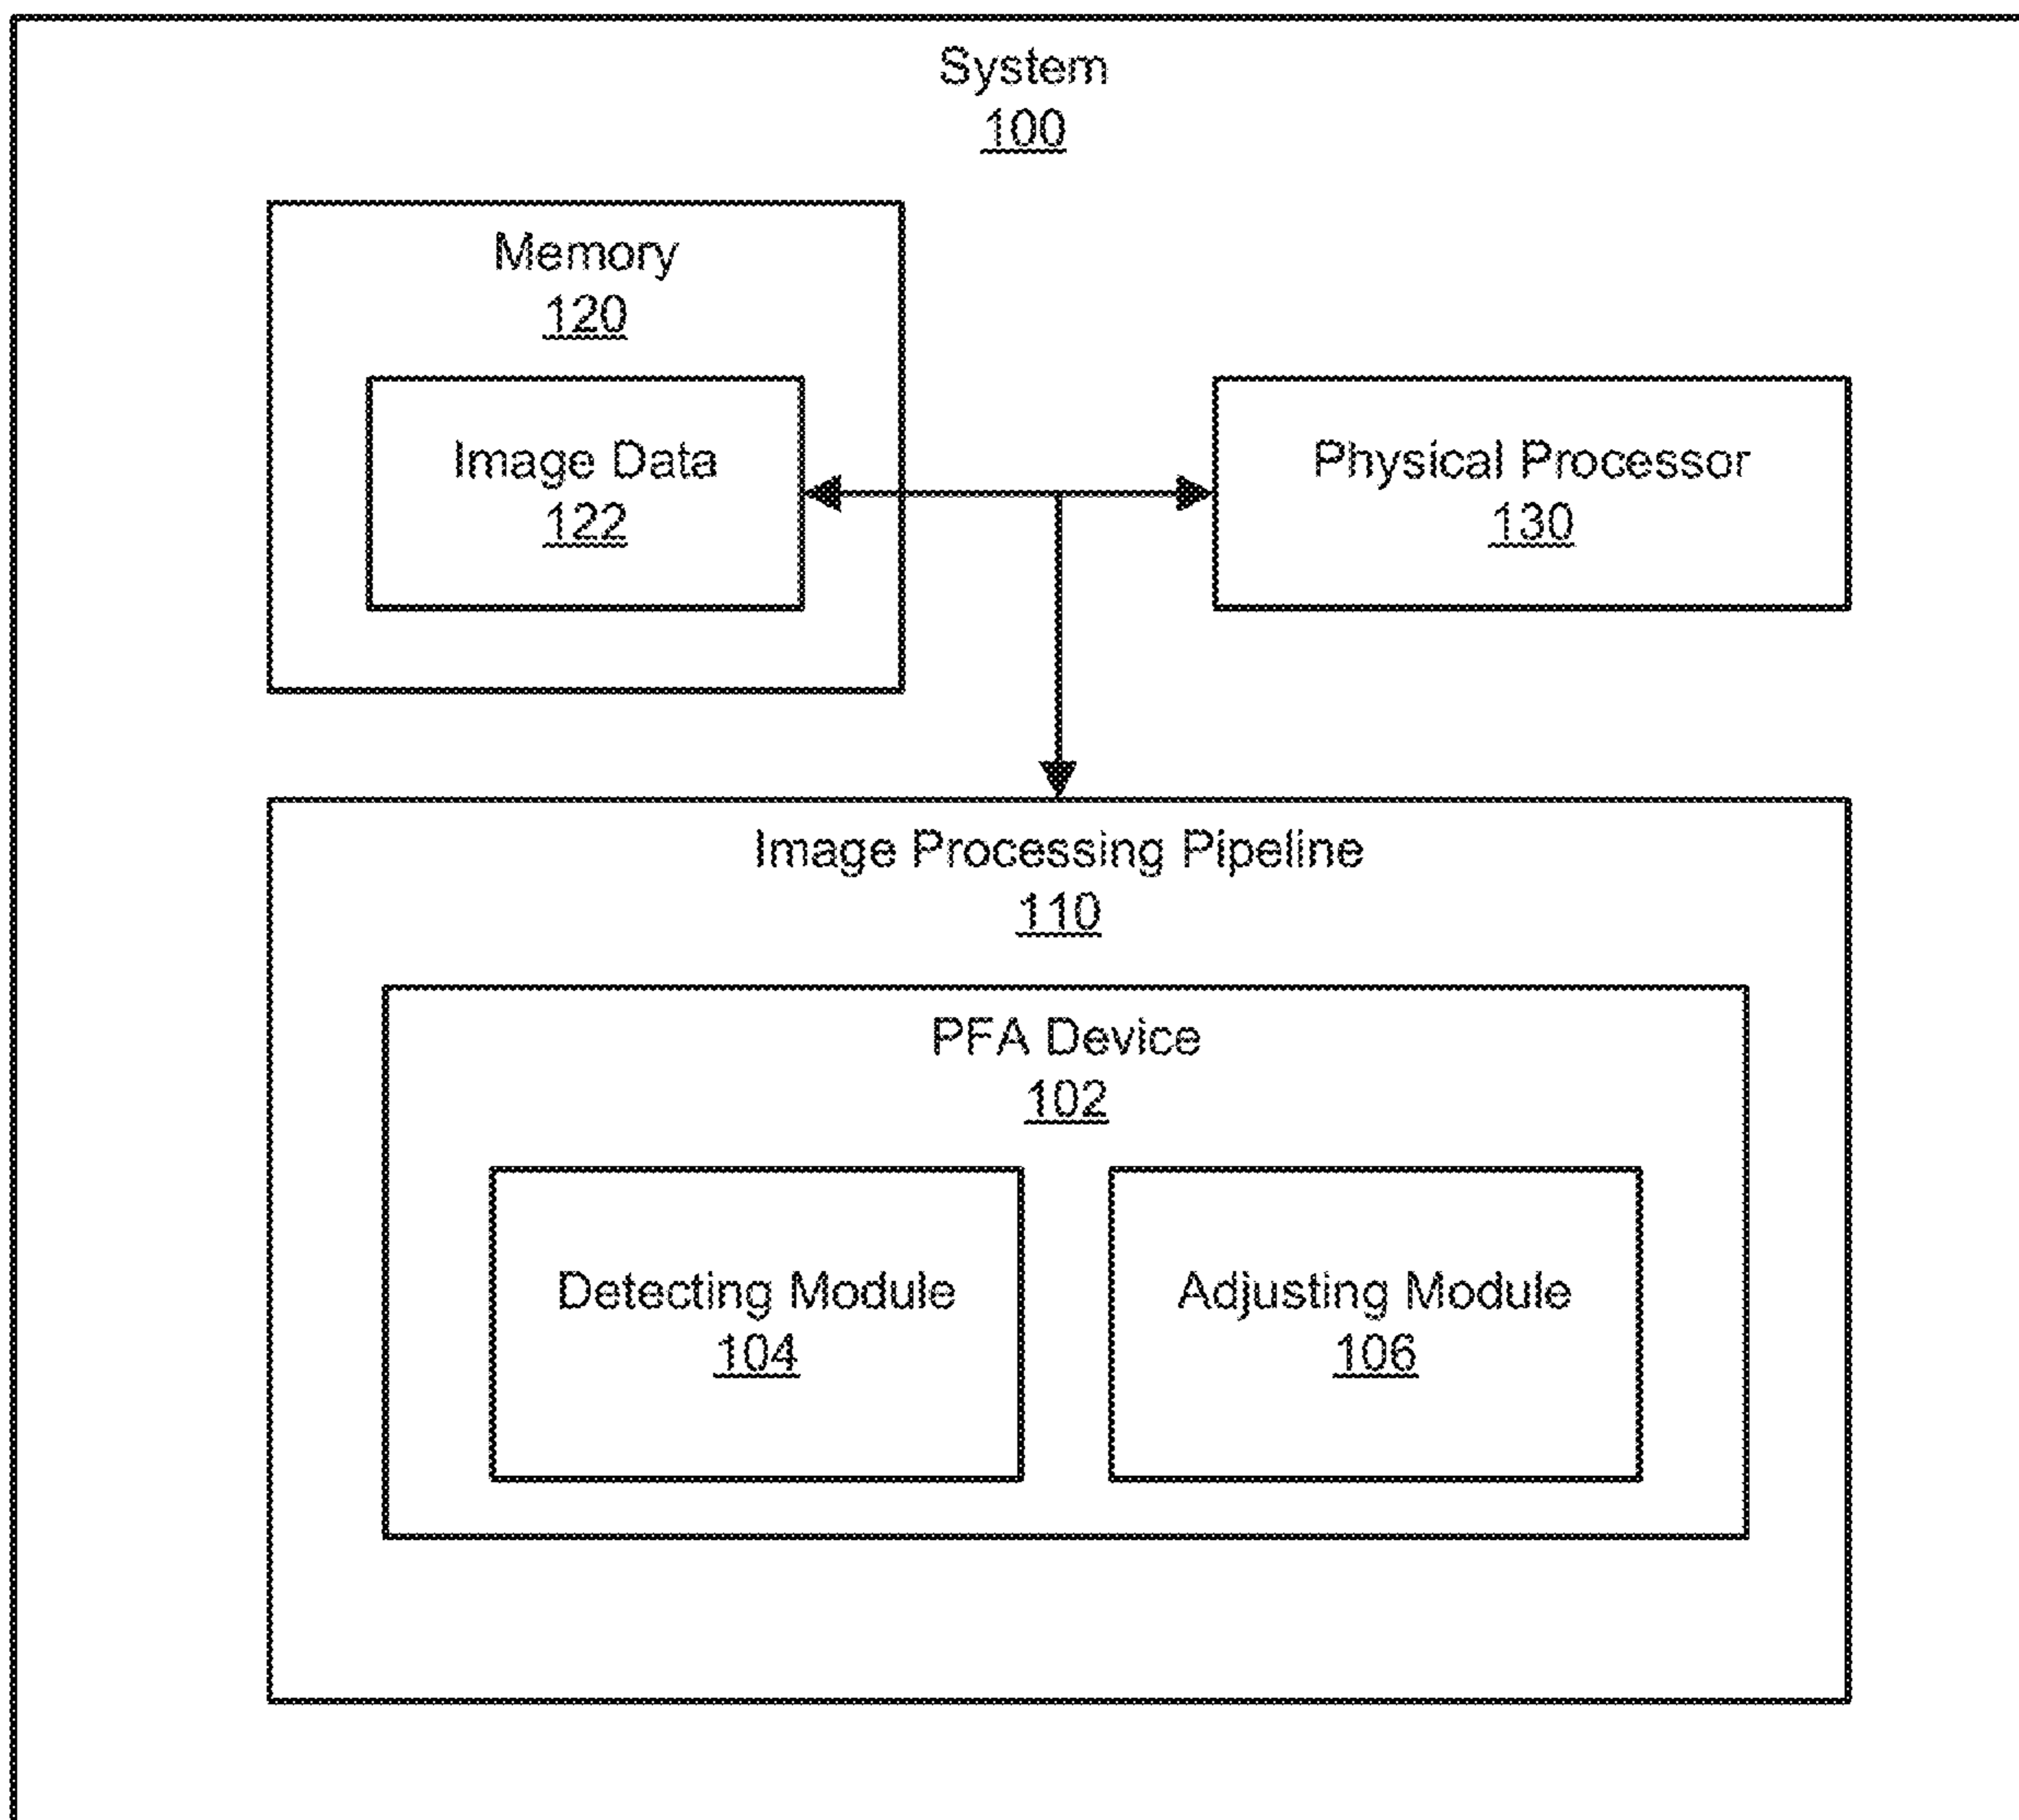 System
100
Memory
120
Image Data
122
Physical Processor
130
Image Processing Pipeline
110
PFA Device
102
Detecting Module
104
Adjusting Module
106